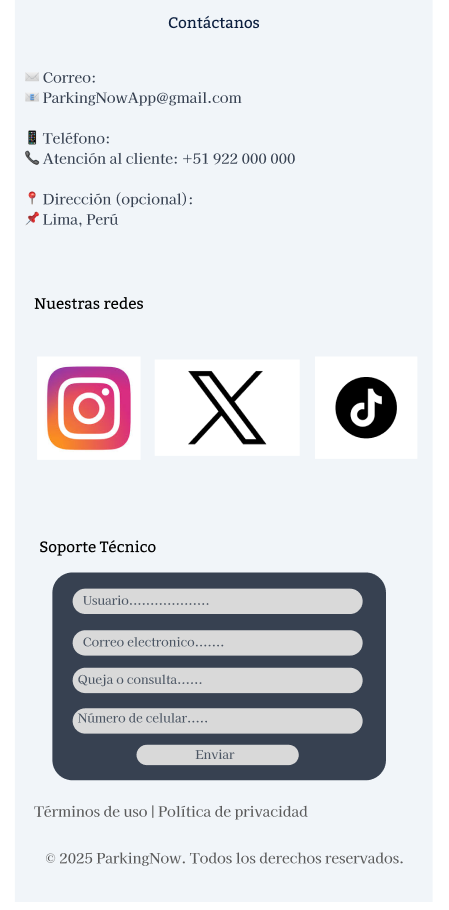 Contáctanos
Correo:
ParkingNowApp@gmail.com
Teléfono:
Atención al cliente: +51 922 000 000
Dirección (opcional):
Lima, Perú
Nuestras redes
Soporte Técnico
Usuario...................
Correo electronico.......
Queja o consulta......
Número de celular.....
Enviar
Términos de uso | Política de privacidad
© 2025 ParkingNow. Todos los derechos reservados.